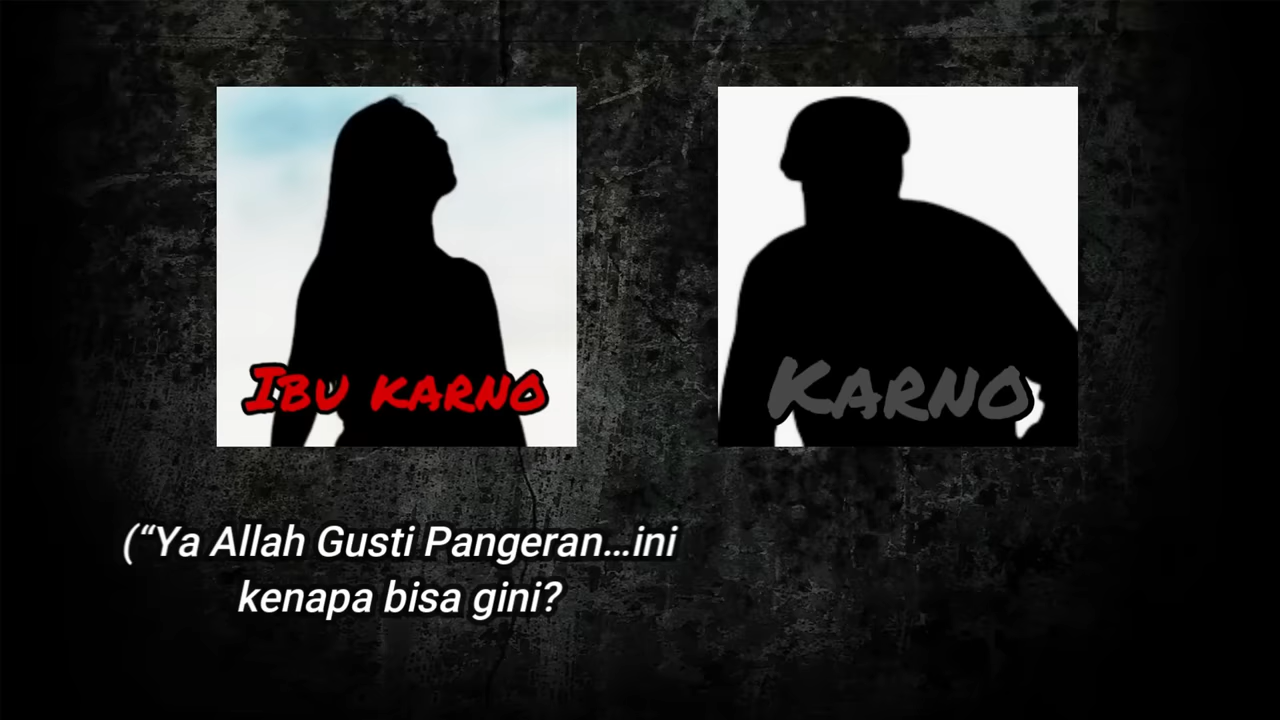 Ibu karno
Karno
(“Ya Allah Gusti Pangeran...ini
kenapa bisa gini?